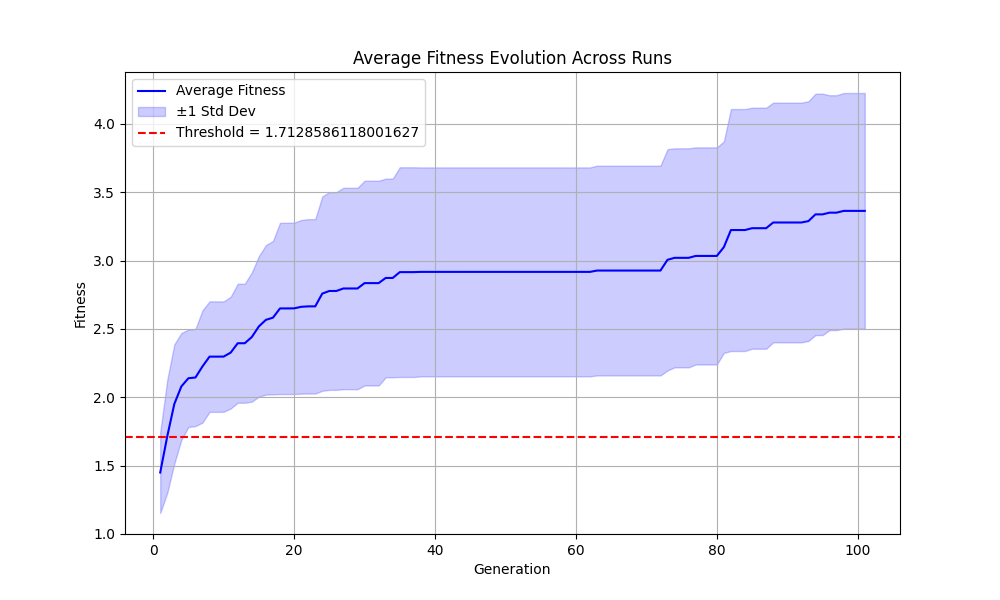 Average Fitness Evolution Across Runs
Average Fitness
±1 Std Dev
Threshold = 1.7128586118001627
4.0
3.5
3.0
2.5
2.0
1.5
1.0
Fitness
0 20 40 60 80 100
Generation